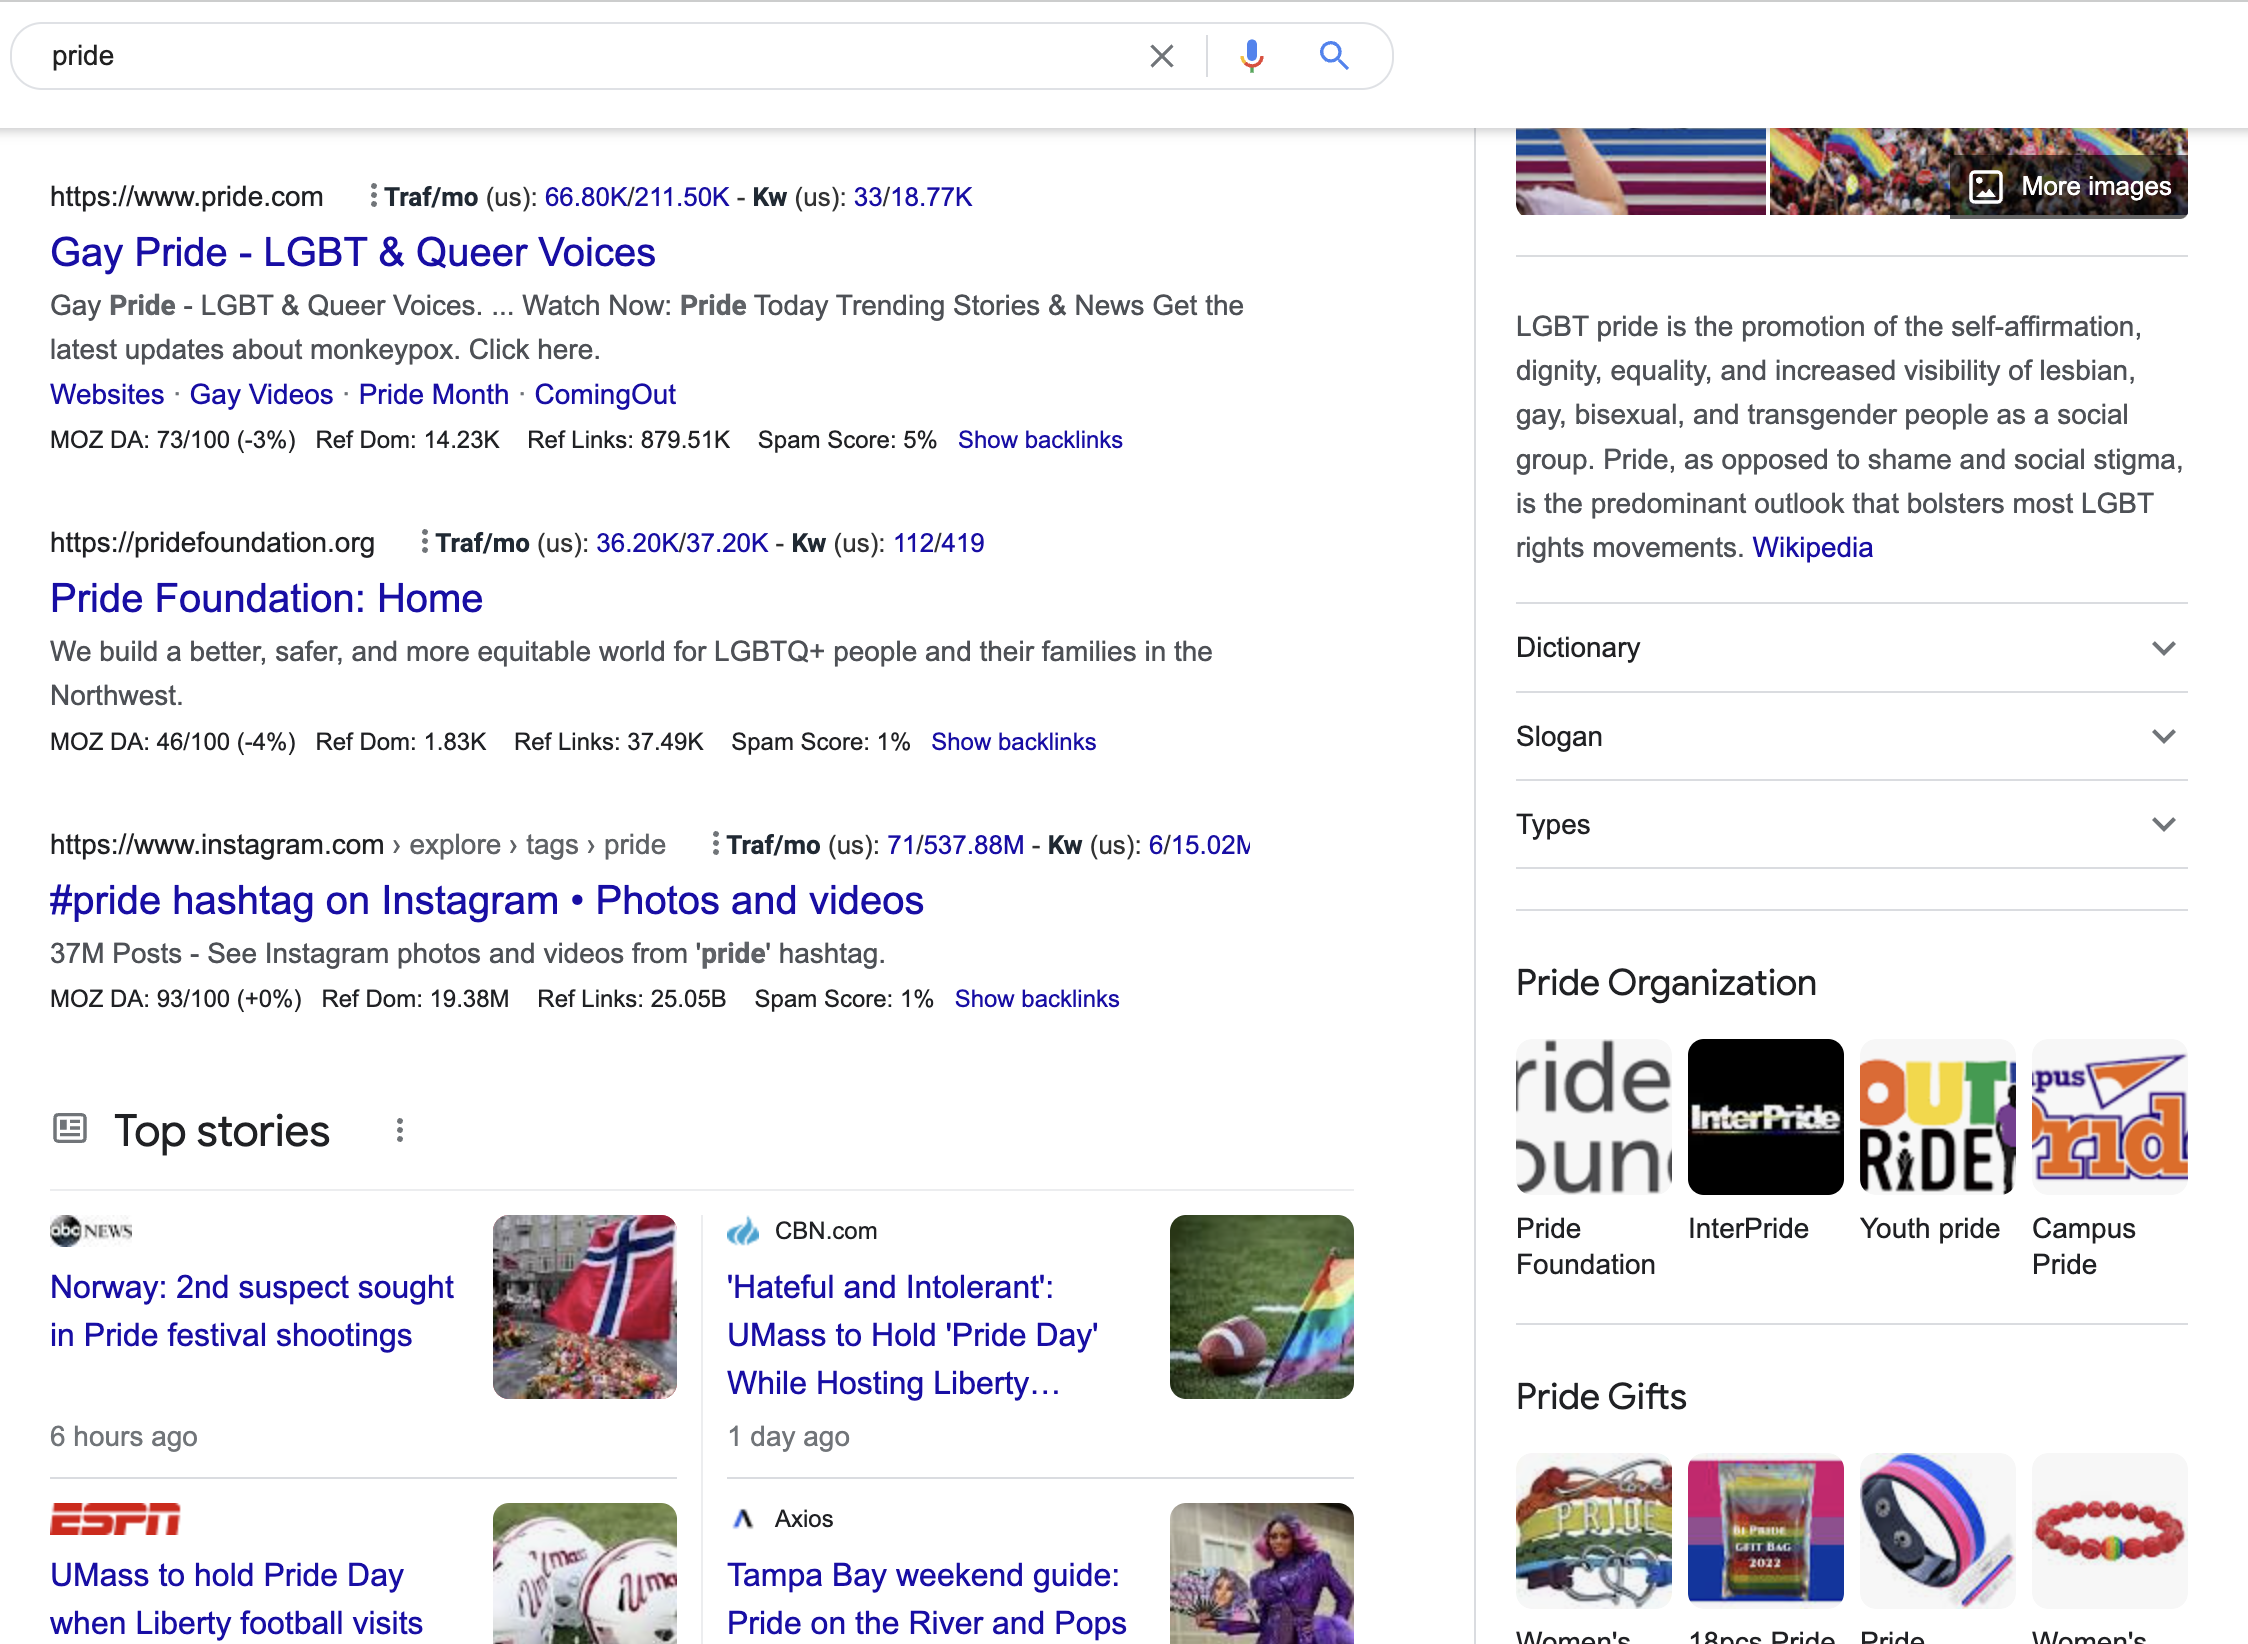 pride
https://www.pride.com Traf/mo (us): 66.80K/211.50K - Kw (us): 33/18.77K
Gay Pride - LGBT & Queer Voices
Gay Pride - LGBT & Queer Voices. ... Watch Now: Pride Today Trending Stories & News Get the
latest updates about monkeypox. Click here.
Websites · Gay Videos · Pride Month · ComingOut
MOZ DA: 73/100 (-3%) Ref Dom: 14.23K Ref Links: 879.51K Spam Score: 5% Show backlinks
https://pridefoundation.org Traf/mo (us): 36.20K/37.20K - Kw (us): 112/419
Pride Foundation: Home
We build a better, safer, and more equitable world for LGBTQ+ people and their families in the
Northwest.
MOZ DA: 46/100 (-4%) Ref Dom: 1.83K Ref Links: 37.49K Spam Score: 1% Show backlinks
https://www.instagram.com › explore › tags › pride Traf/mo (us): 71/537.88M - Kw (us): 6/15.02M
#pride hashtag on Instagram • Photos and videos
37M Posts - See Instagram photos and videos from 'pride' hashtag.
MOZ DA: 93/100 (+0%) Ref Dom: 19.38M Ref Links: 25.05B Spam Score: 1% Show backlinks
Top stories
abc NEWS
Norway: 2nd suspect sought
in Pride festival shootings
6 hours ago
CBN.com
'Hateful and Intolerant':
UMass to Hold 'Pride Day'
While Hosting Liberty...
1 day ago
ESPN
UMass to hold Pride Day
when Liberty football visits
UMass
Axios
Tampa Bay weekend guide:
Pride on the River and Pops
More images
LGBT pride is the promotion of the self-affirmation,
dignity, equality, and increased visibility of lesbian,
gay, bisexual, and transgender people as a social
group. Pride, as opposed to shame and social stigma,
is the predominant outlook that bolsters most LGBT
rights movements. Wikipedia
Dictionary
Slogan
Types
Pride Organization
ride
oun
Pride
Foundation
InterPride
InterPride
OUT
RiDE
Youth pride
pus
Prid
Campus
Pride
Pride Gifts
love
PRIDE
Women's
BI PRIDE
GFIT BAG
2022
18pcs Pride
Pride
Women's